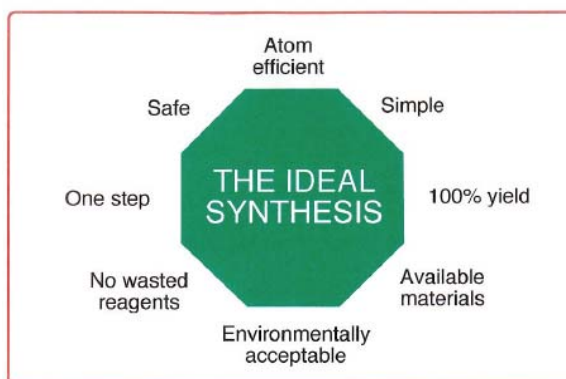 Atom
efficient
Safe
Simple
One step
THE IDEAL
SYNTHESIS
100% yield
No wasted
reagents
Available
materials
Environmentally
acceptable